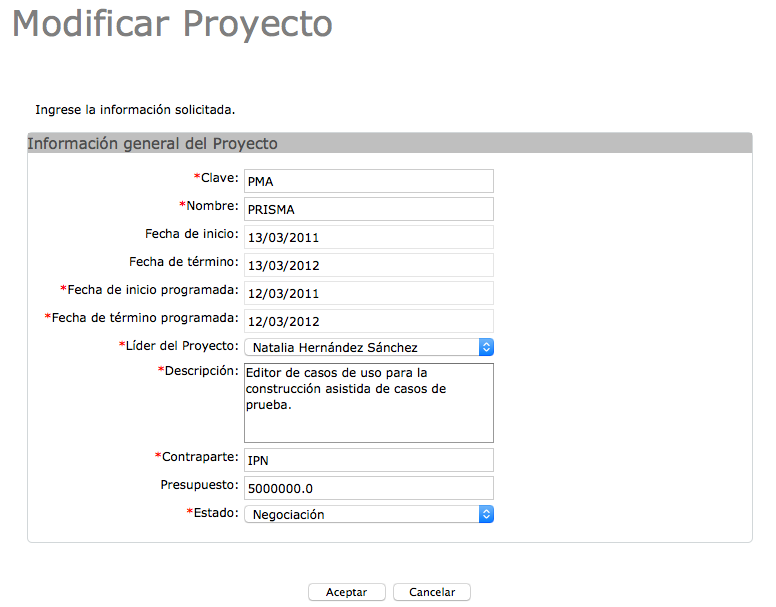 Modificar Proyecto
Ingrese la información solicitada.
Información general del Proyecto
*Clave: PMA
*Nombre: PRISMA
Fecha de inicio: 13/03/2011
Fecha de término: 13/03/2012
*Fecha de inicio programada: 12/03/2011
*Fecha de término programada: 12/03/2012
*Líder del Proyecto: Natalia Hernández Sánchez
*Descripción: Editor de casos de uso para la
construcción asistida de casos de
prueba.
*Contraparte: IPN
Presupuesto: 5000000.0
*Estado: Negociación
Aceptar Cancelar